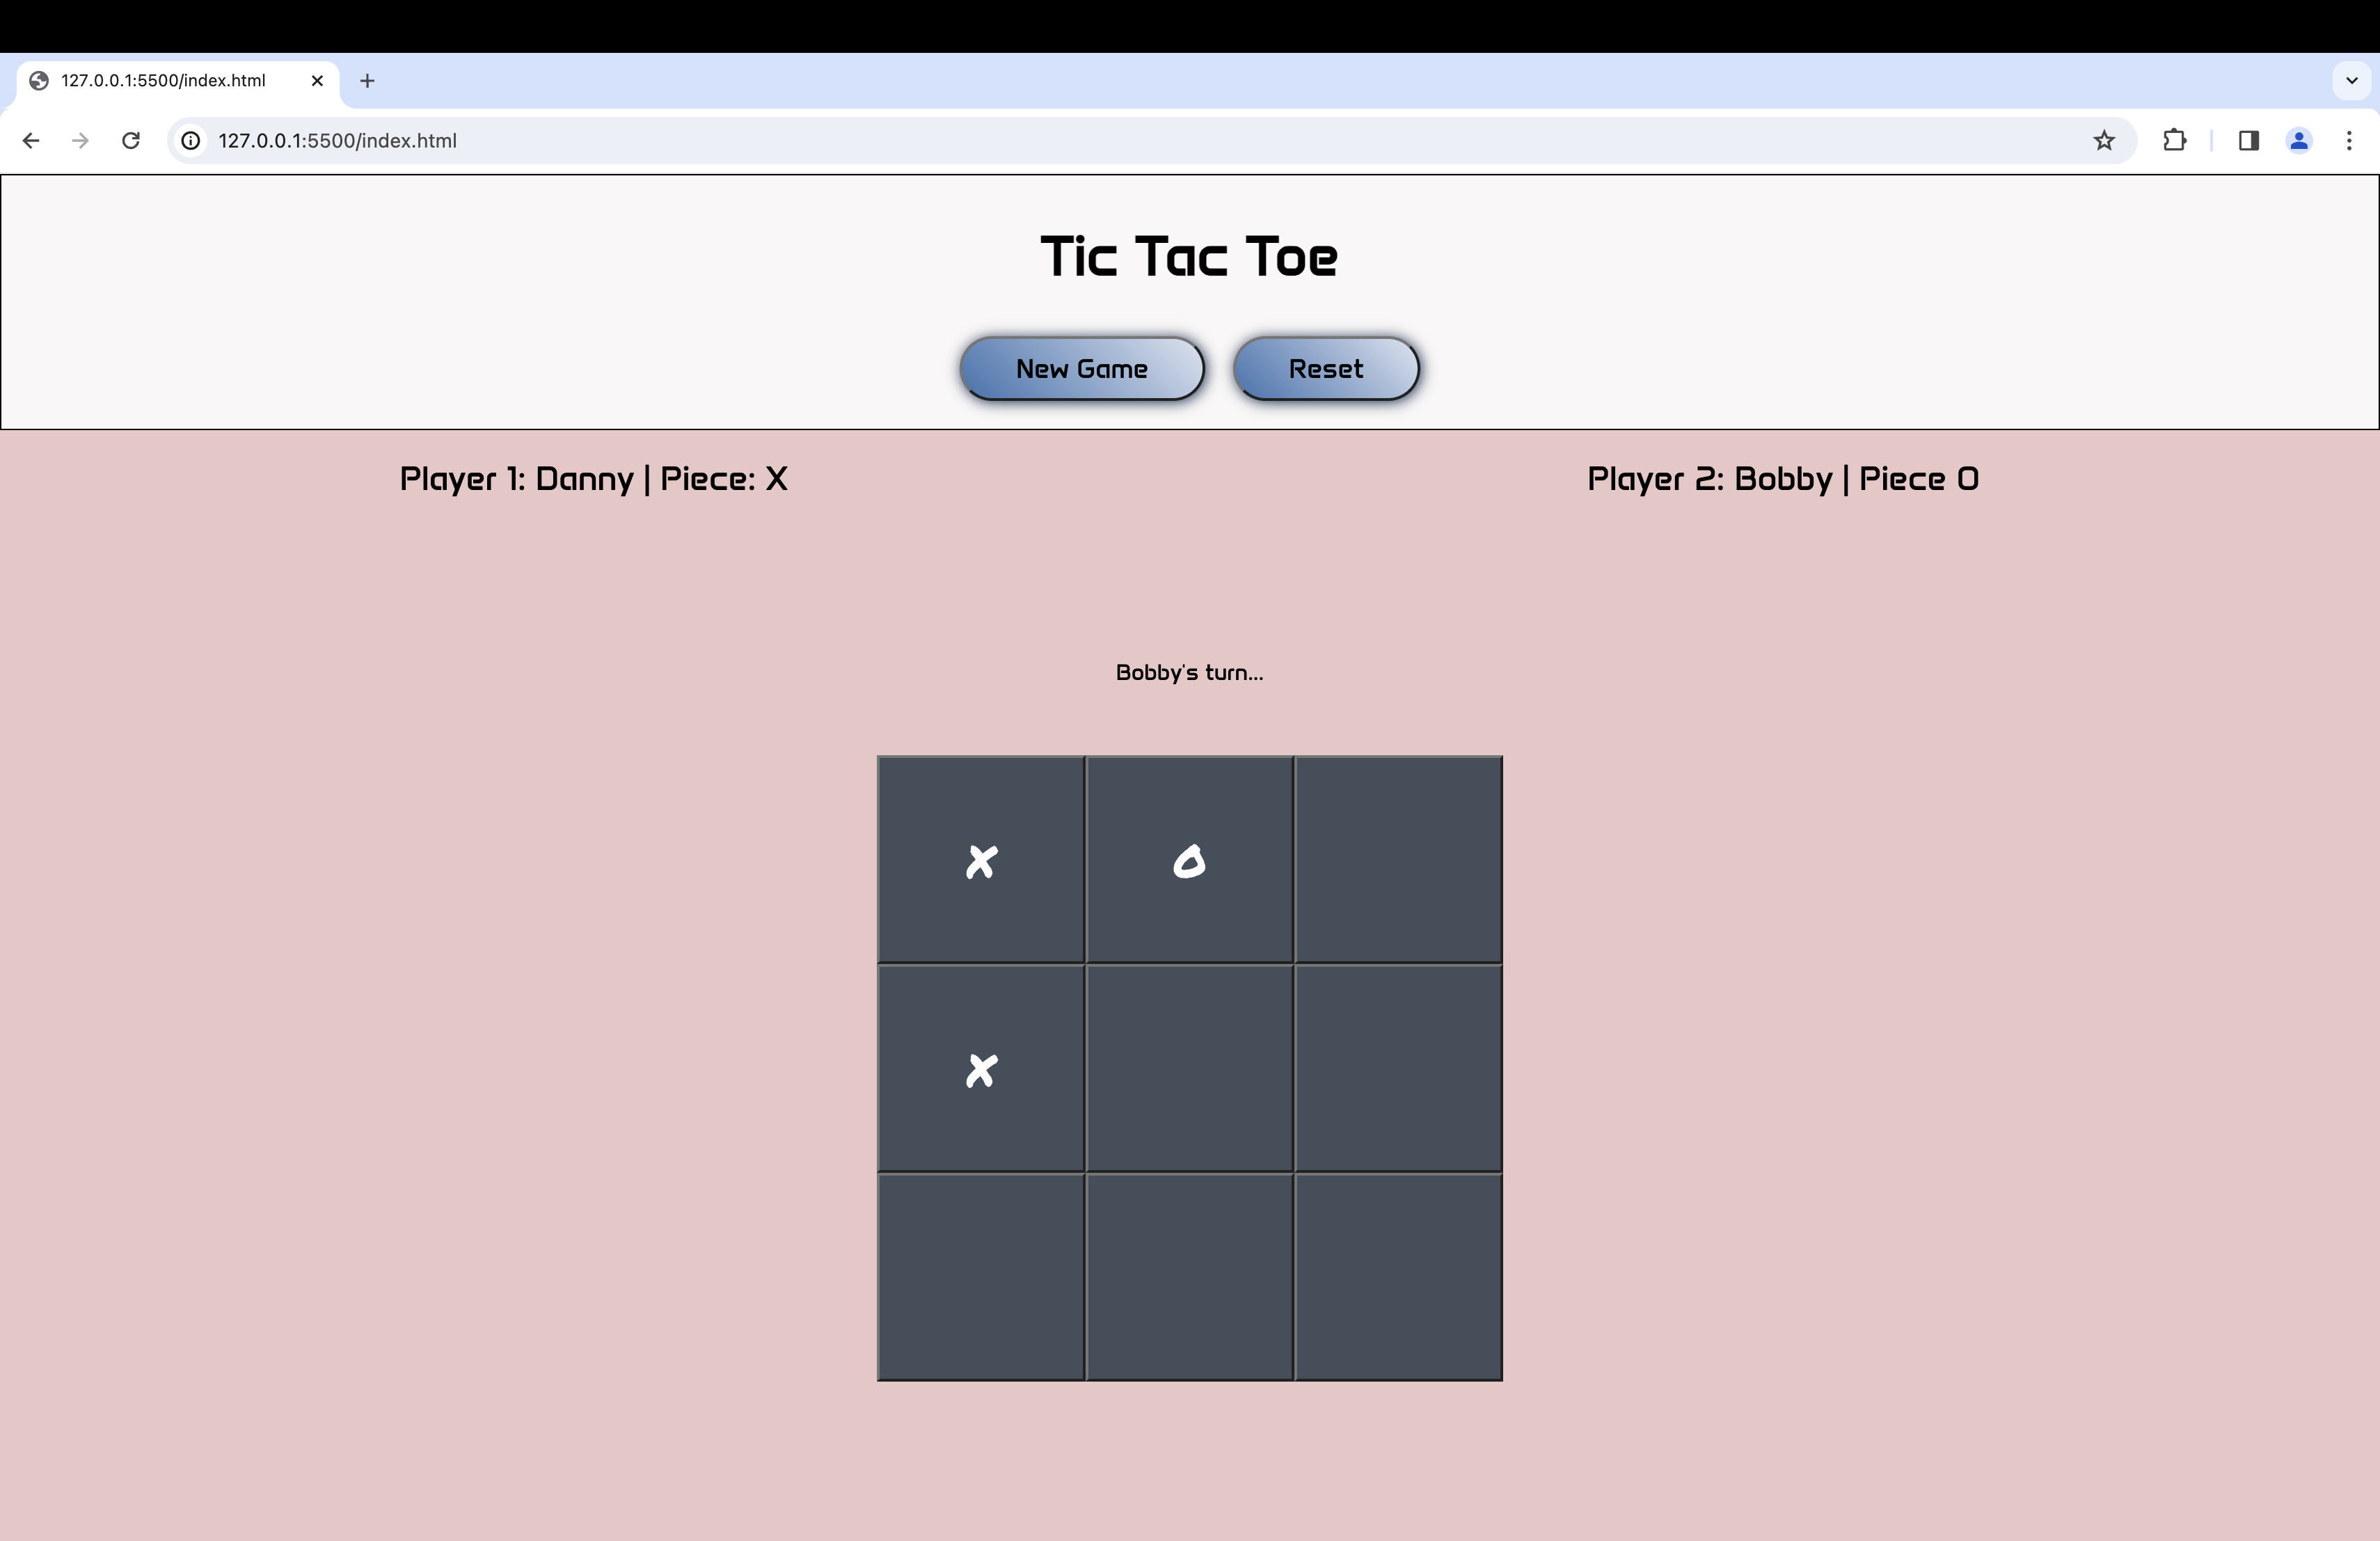 127.0.0.1:5500/index.html
127.0.0.1:5500/index.html
Tic Tac Toe
New Game Reset
Player 1: Danny | Piece: X Player 2: Bobby | Piece O
Bobby's turn...
X O
X